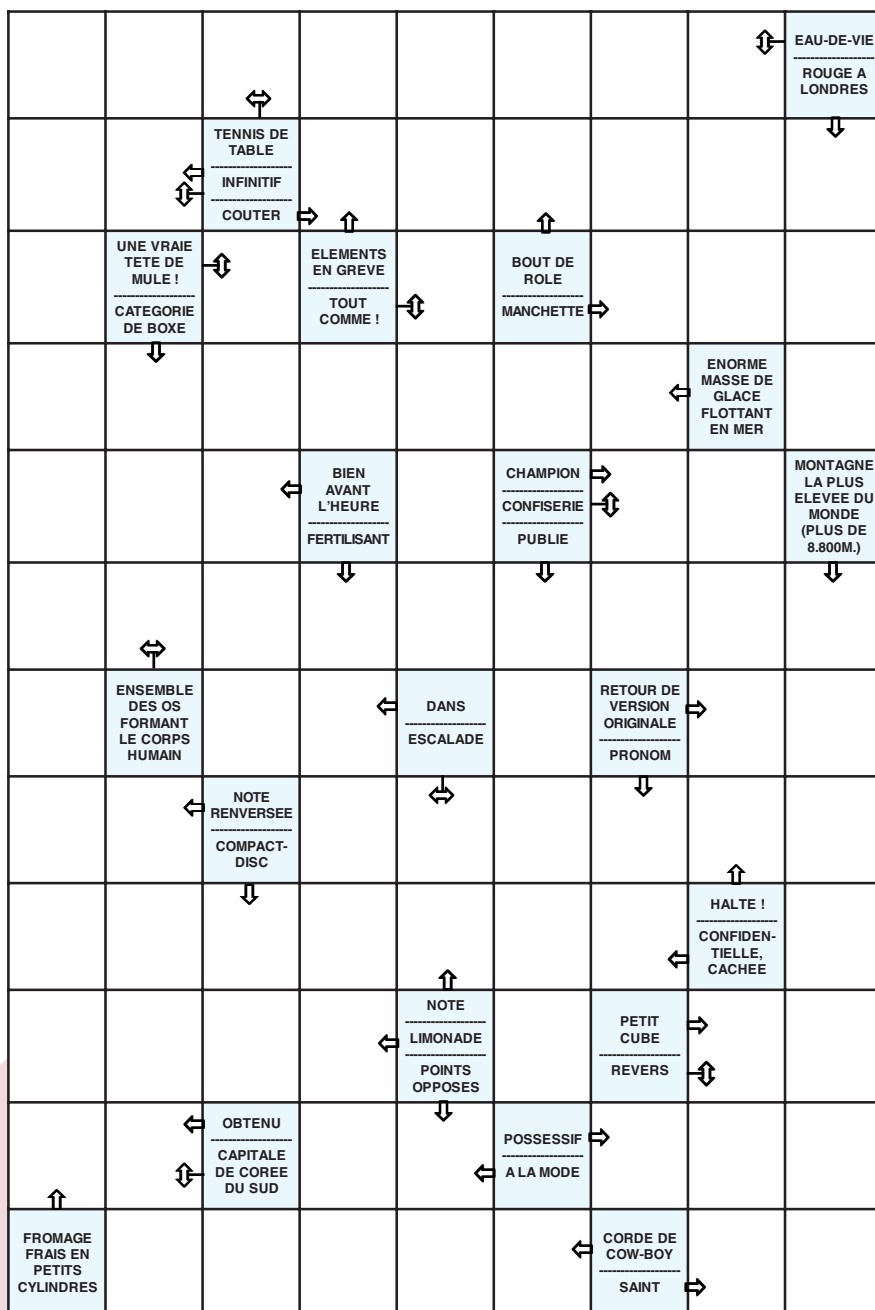 EAU-DE-VIE
ROUGE A
LONDRES
TENNIS DE
TABLE
INFINITIF
COUTER
UNE VRAIE
TETE DE
MULE !
CATEGORIE
DE BOXE
ELEMENTS
EN GREVE
TOUT
COMME !
BOUT DE
ROLE
MANCHETTE
ENORME
MASSE DE
GLACE
FLOTTANT
EN MER
BIEN
AVANT
L'HEURE
FERTILISANT
CHAMPION
CONFISERIE
PUBLIE
MONTAGNE
LA PLUS
ELEVEE DU
MONDE
(PLUS DE
8.800M.)
ENSEMBLE
DES OS
FORMANT
LE CORPS
HUMAIN
DANS
ESCALADE
RETOUR DE
VERSION
ORIGINALE
PRONOM
NOTE
RENVERSEE
COMPACT-
DISC
HALTE !
CONFIDEN-
TIELLE,
CACHEE
NOTE
LIMONADE
POINTS
OPPOSES
PETIT
CUBE
REVERS
OBTENU
CAPITALE
DE COREE
DU SUD
POSSESSIF
A LA MODE
FROMAGE
FRAIS EN
PETITS
CYLINDRES
CORDE DE
COW-BOY
SAINT